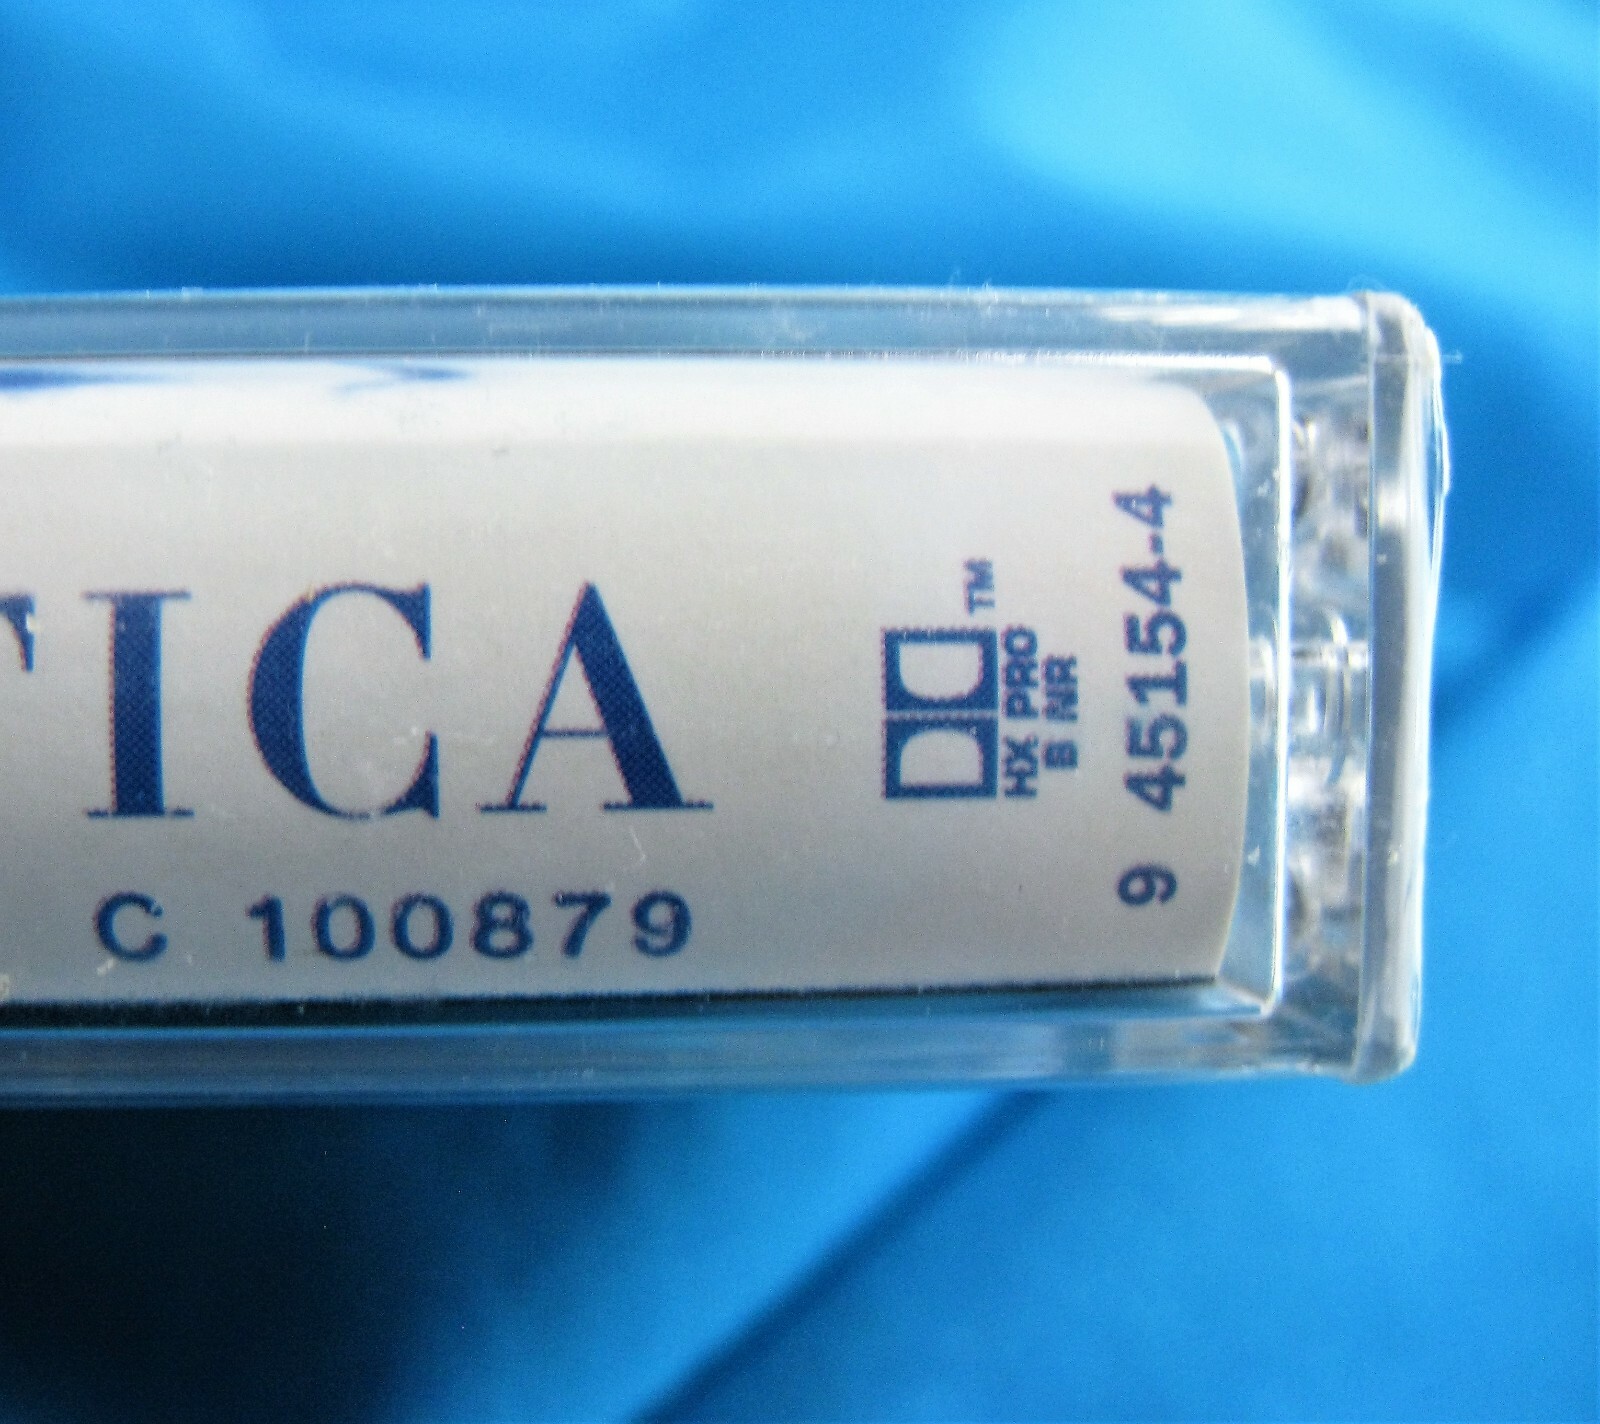 TICA
C 100879
TM
HX PRO
B NR
9 45154-4